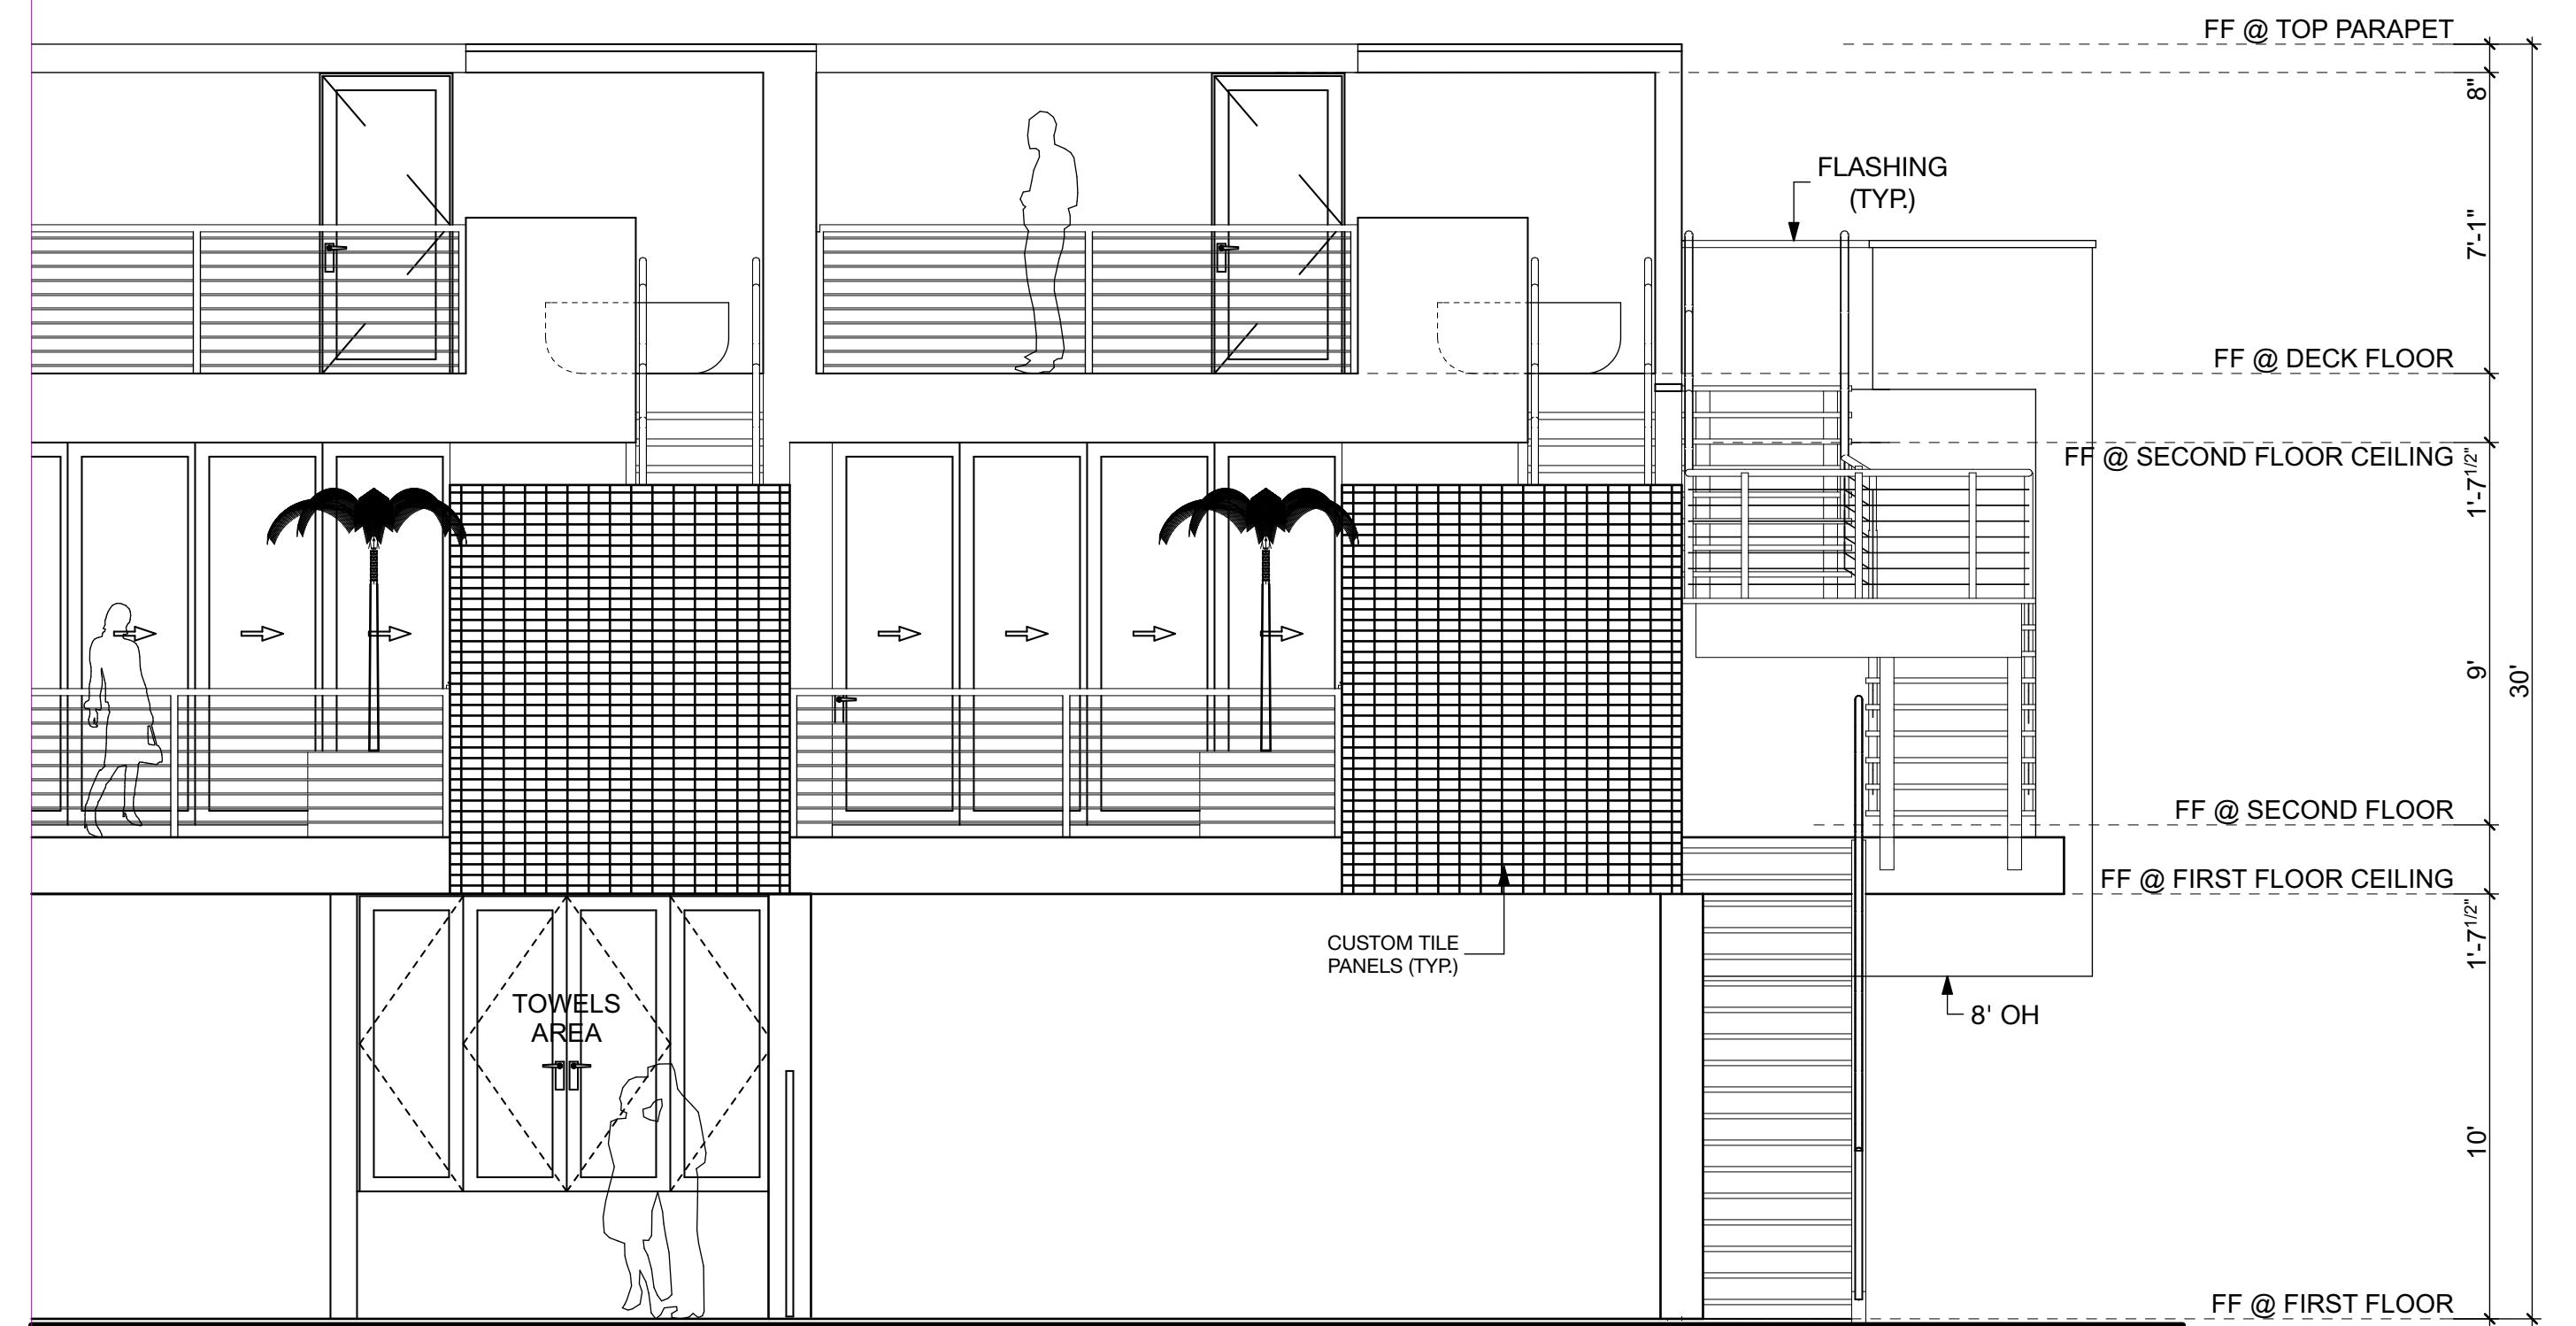 FF @ TOP PARAPET
8"
FLASHING
(TYP.)
7'-1"
FF @ DECK FLOOR
FF @ SECOND FLOOR CEILING
1'-7 1/2"
9'
30'
FF @ SECOND FLOOR
FF @ FIRST FLOOR CEILING
1'-7 1/2"
CUSTOM TILE
PANELS (TYP.)
TOWELS
AREA
8' OH
10'
FF @ FIRST FLOOR